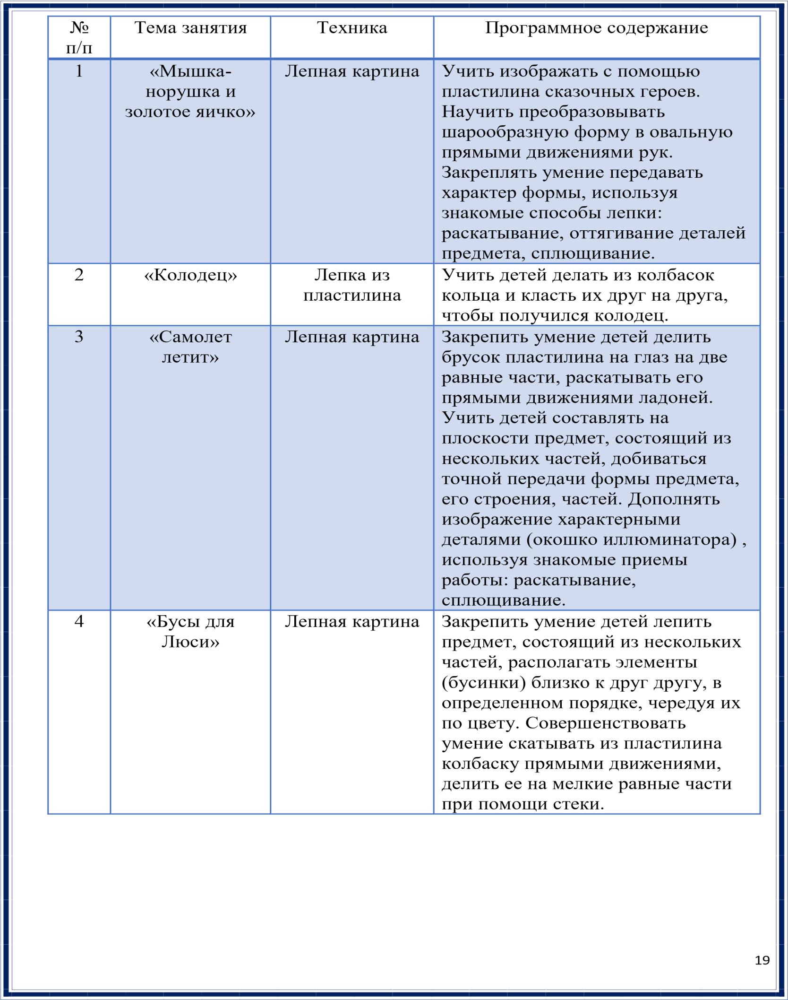 №
п/п
Тема занятия
Техника
Программное содержание
1
«Мышка-
норушка и
золотое яичко»
Лепная картина
Учить изображать с помощью
пластилина сказочных героев.
Научить преобразовывать
шарообразную форму в овальную
прямыми движениями рук.
Закреплять умение передавать
характер формы, используя
знакомые способы лепки:
раскатывание, оттягивание деталей
предмета, сплющивание.
2
«Колодец»
Лепка из
пластилина
Учить детей делать из колбасок
кольца и класть их друг на друга,
чтобы получился колодец.
3
«Самолет
летит»
Лепная картина
Закрепить умение детей делить
брусок пластилина на глаз на две
равные части, раскатывать его
прямыми движениями ладоней.
Учить детей составлять на
плоскости предмет, состоящий из
нескольких частей, добиваться
точной передачи формы предмета,
его строения, частей. Дополнять
изображение характерными
деталями (окошко иллюминатора) ,
используя знакомые приемы
работы: раскатывание,
сплющивание.
4
«Бусы для
Люси»
Лепная картина
Закрепить умение детей лепить
предмет, состоящий из нескольких
частей, располагать элементы
(бусинки) близко к друг другу, в
определенном порядке, чередуя их
по цвету. Совершенствовать
умение скатывать из пластилина
колбаску прямыми движениями,
делить ее на мелкие равные части
при помощи стеки.
19